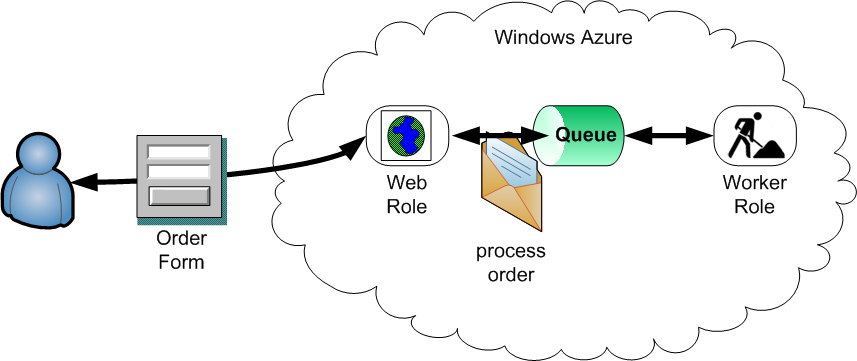 Windows Azure
Queue
Web
Role
Worker
Role
Order
Form
process
order